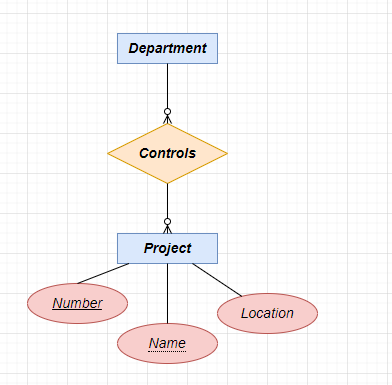 Department
Controls
Project
Number
Name
Location